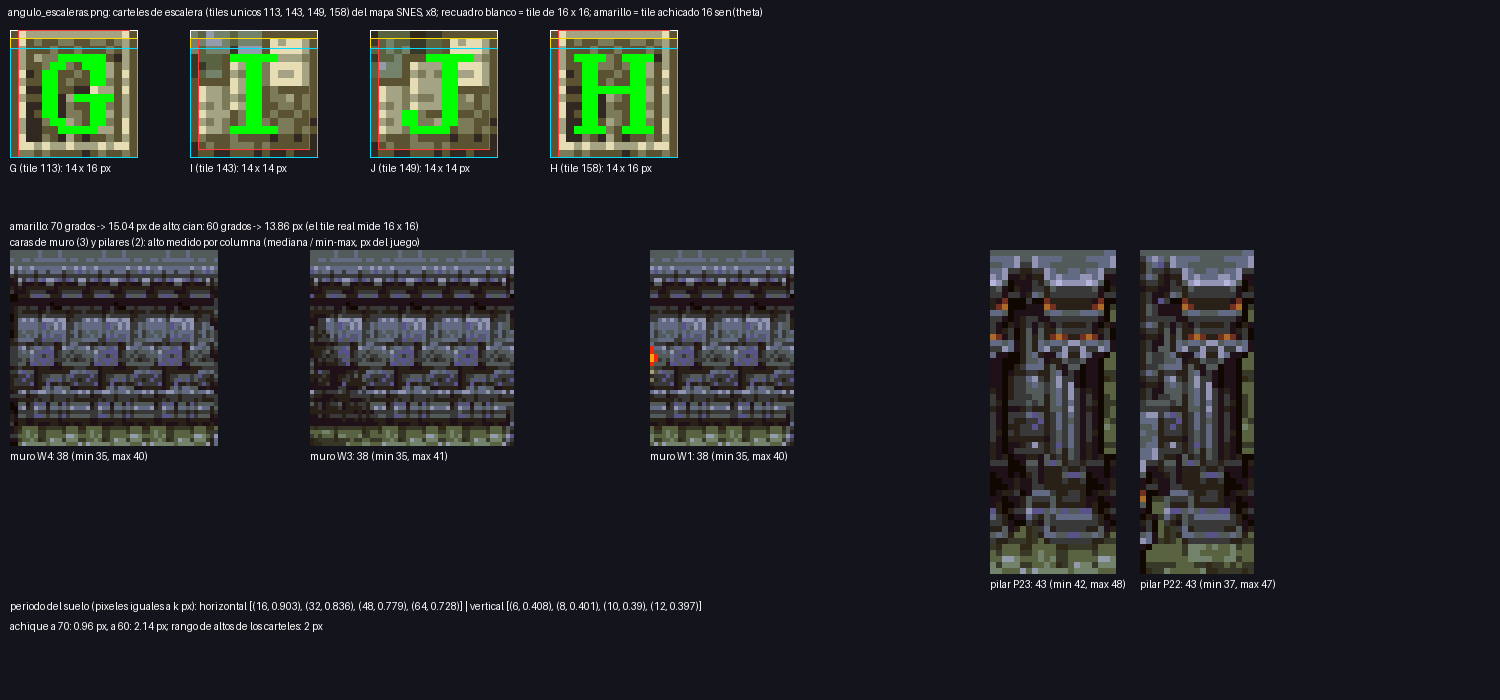 angulo_escaleras.png: carteles de escalera (tiles unicos 113, 143, 149, 158) del mapa SNES, x8; recuadro blanco = tile de 16 x 16; amarillo = tile achicado 16 sen(theta)
G I J H
G (tile 113): 14 x 16 px
I (tile 143): 14 x 14 px
J (tile 149): 14 x 14 px
H (tile 158): 14 x 14 px
amarillo: 70 grados -> 15.04 px de alto; cian: 60 grados -> 13.86 px (el tile real mide 16 x 16)
caras de muro (3) y pilares (2): alto medido por columna (mediana / min-max, px del juego)
muro W4: 38 (min 35, max 40)
muro W3: 38 (min 35, max 41)
muro W1: 38 (min 35, max 40)
pilar P23: 43 (min 42, max 48)
pilar P22: 43 (min 37, max 47)
periodo del suelo (pixeles iguales a k px): horizontal [(16, 0.903), (32, 0.836), (48, 0.779), (64, 0.728)] | vertical [(6, 0.408), (8, 0.401), (10, 0.39), (12, 0.397)]
achique a 70: 0.96 px, a 60: 2.14 px; rango de altos de los carteles: 2 px